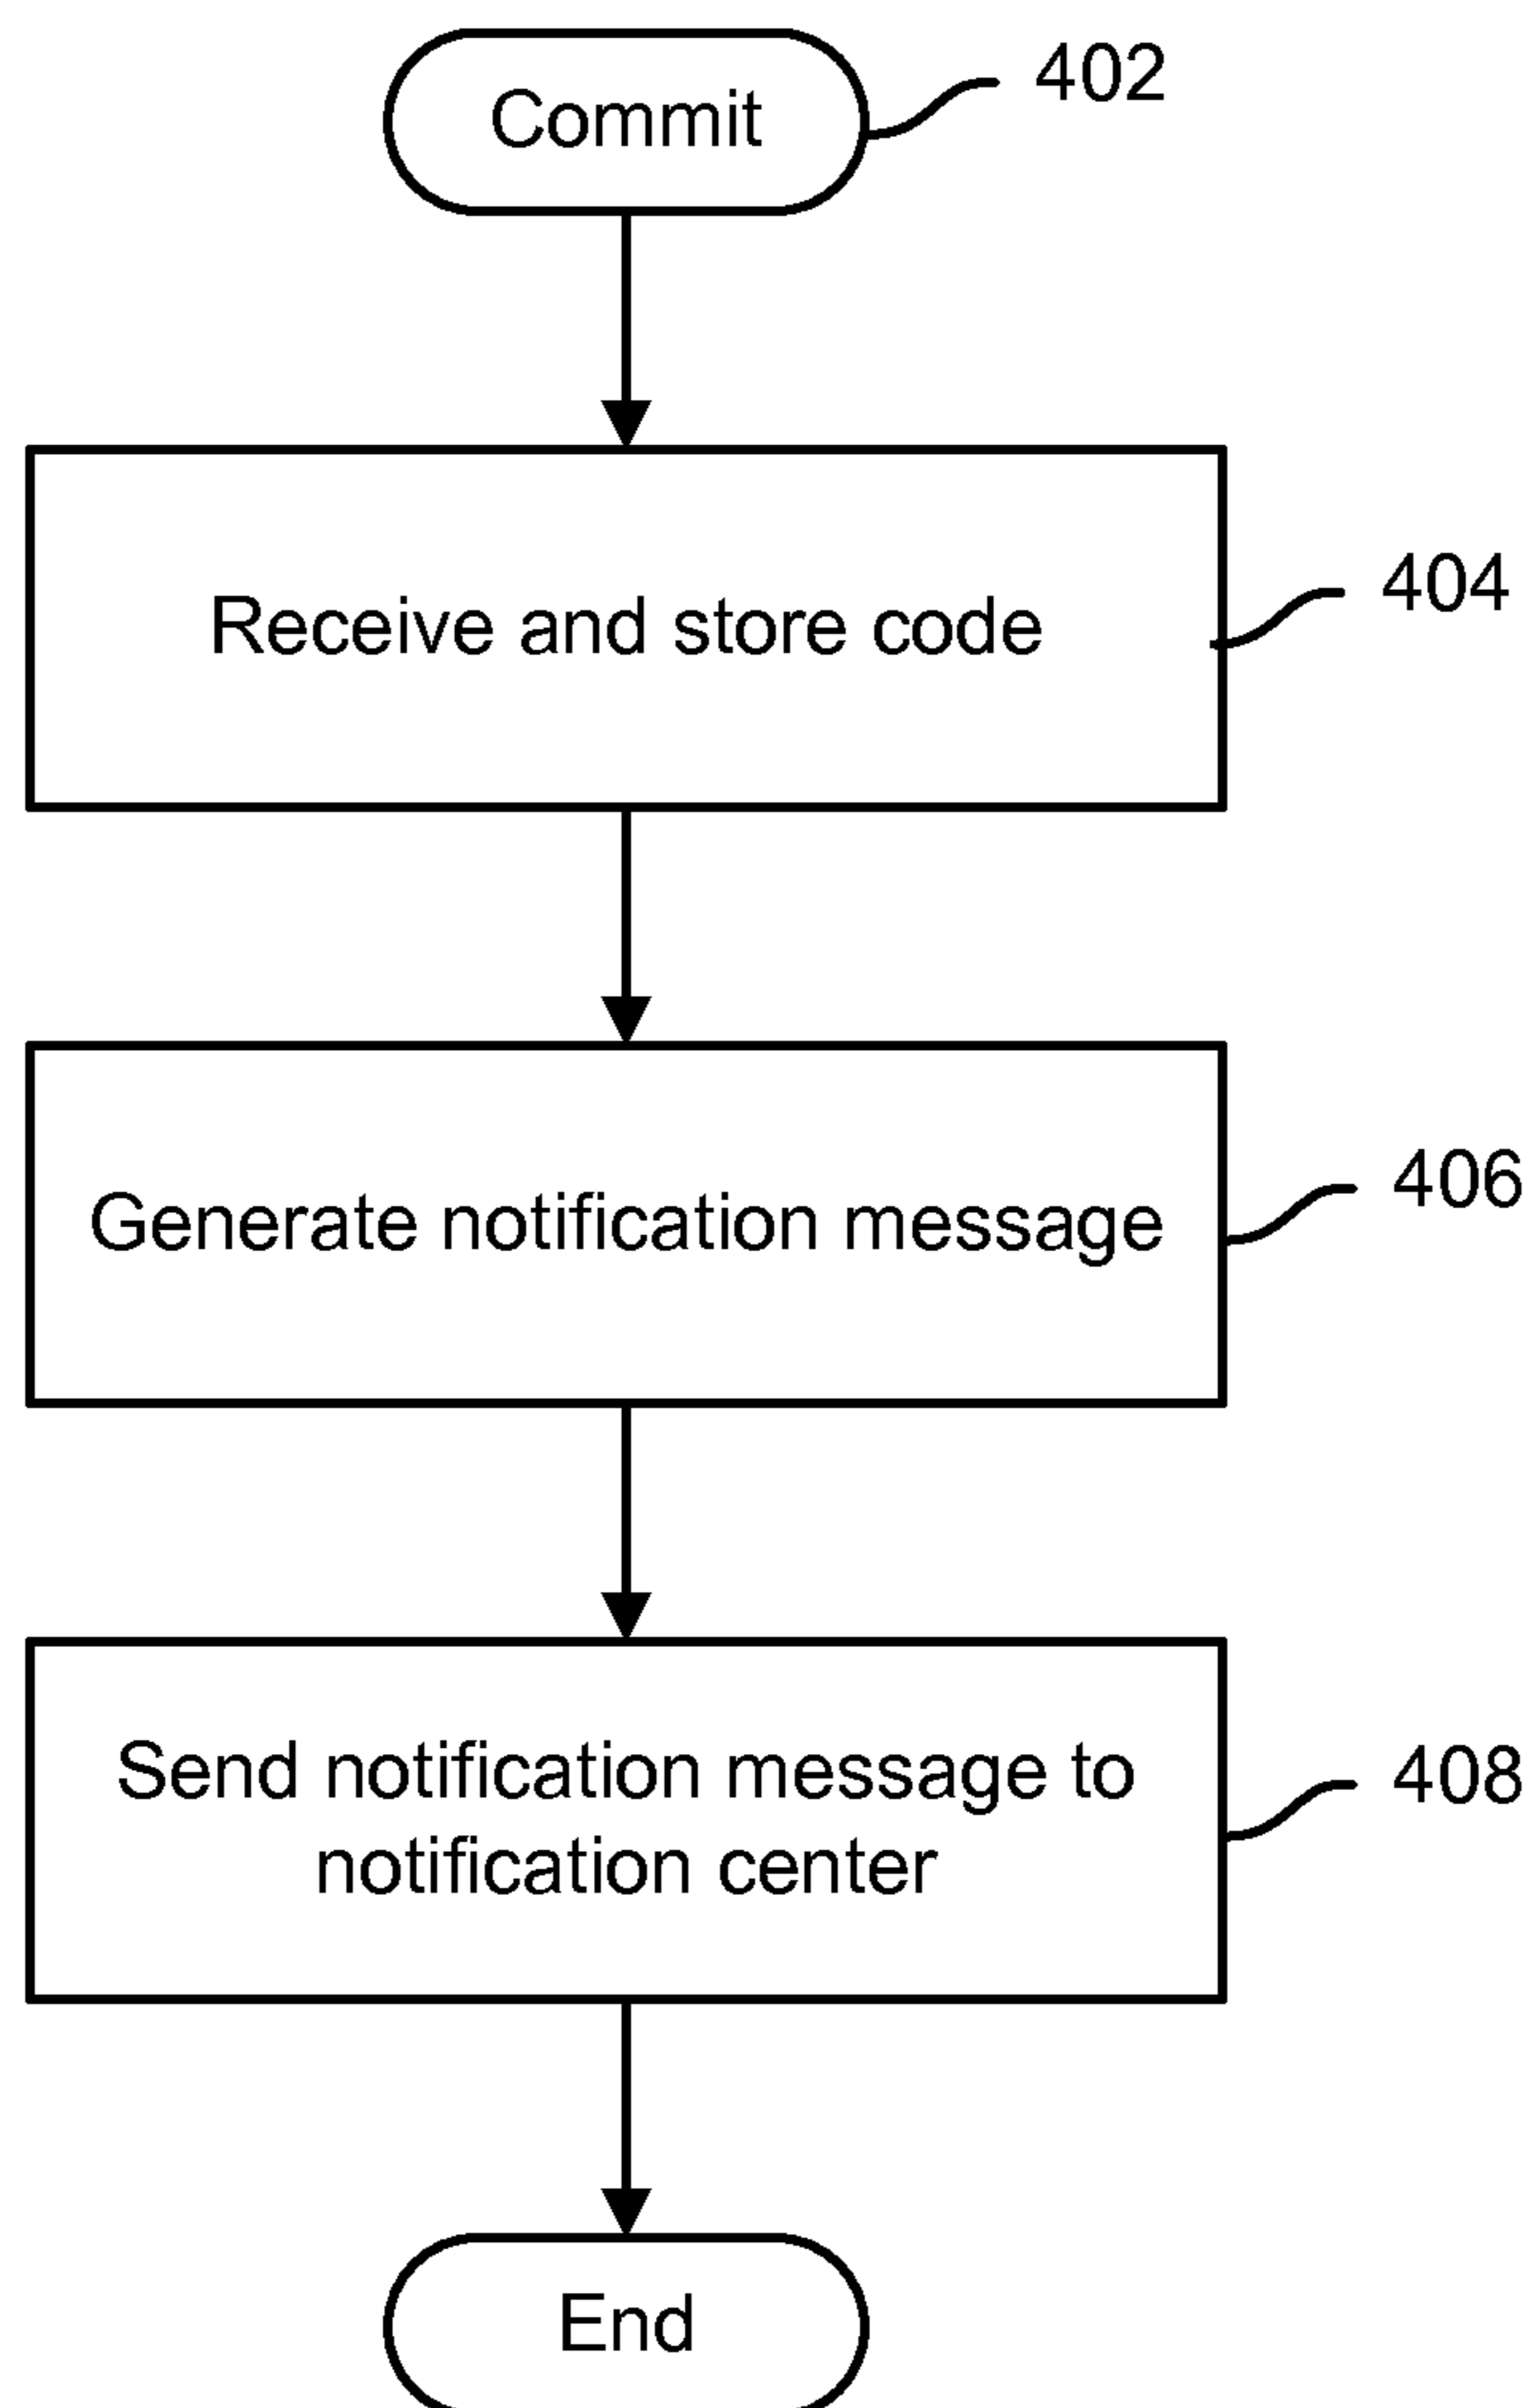 Commit
402
Receive and store code
404
Generate notification message
406
Send notification message to
notification center
408
End